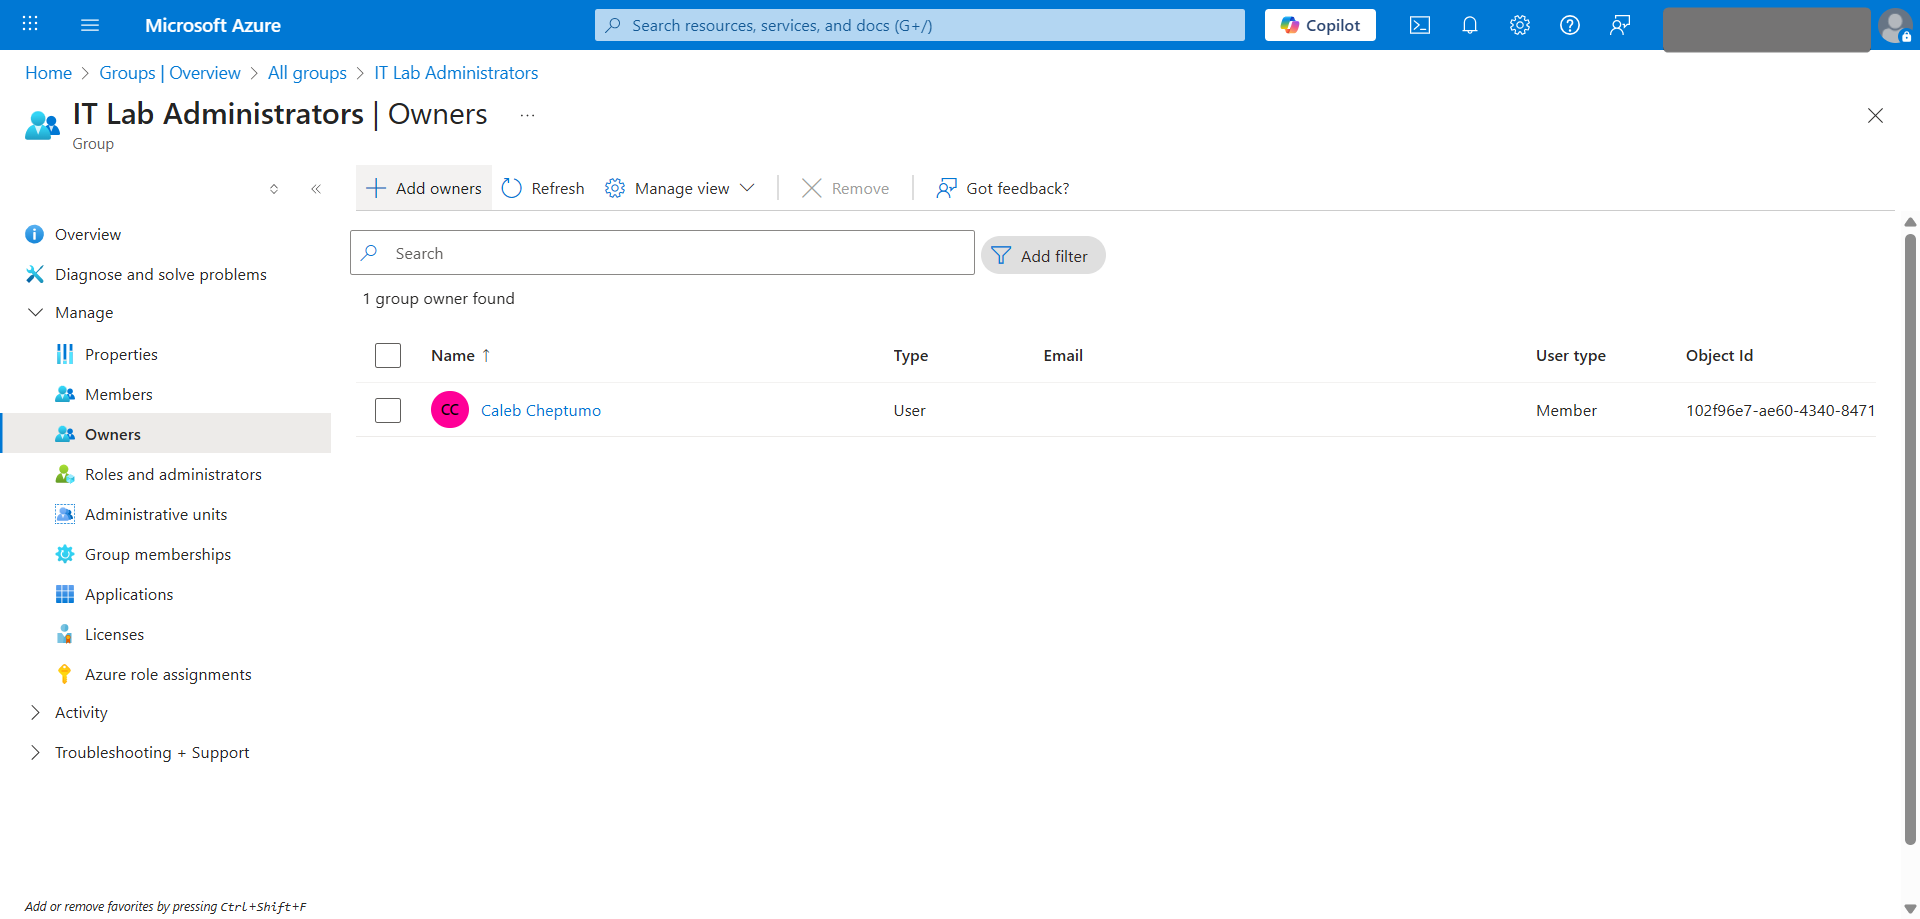 Microsoft Azure
Search resources, services, and docs (G+/)
Copilot
Home > Groups | Overview > All groups > IT Lab Administrators
IT Lab Administrators | Owners ...
Group
Add owners
Refresh
Manage view
Remove
Got feedback?
Overview
Diagnose and solve problems
Manage
Properties
Members
Owners
Roles and administrators
Administrative units
Group memberships
Applications
Licenses
Azure role assignments
Activity
Troubleshooting + Support
Add or remove favorites by pressing Ctrl+Shift+F
Search
Add filter
1 group owner found
Name ↑ Type Email User type Object Id
CC Caleb Cheptumo User Member 102f96e7-ae60-4340-8471